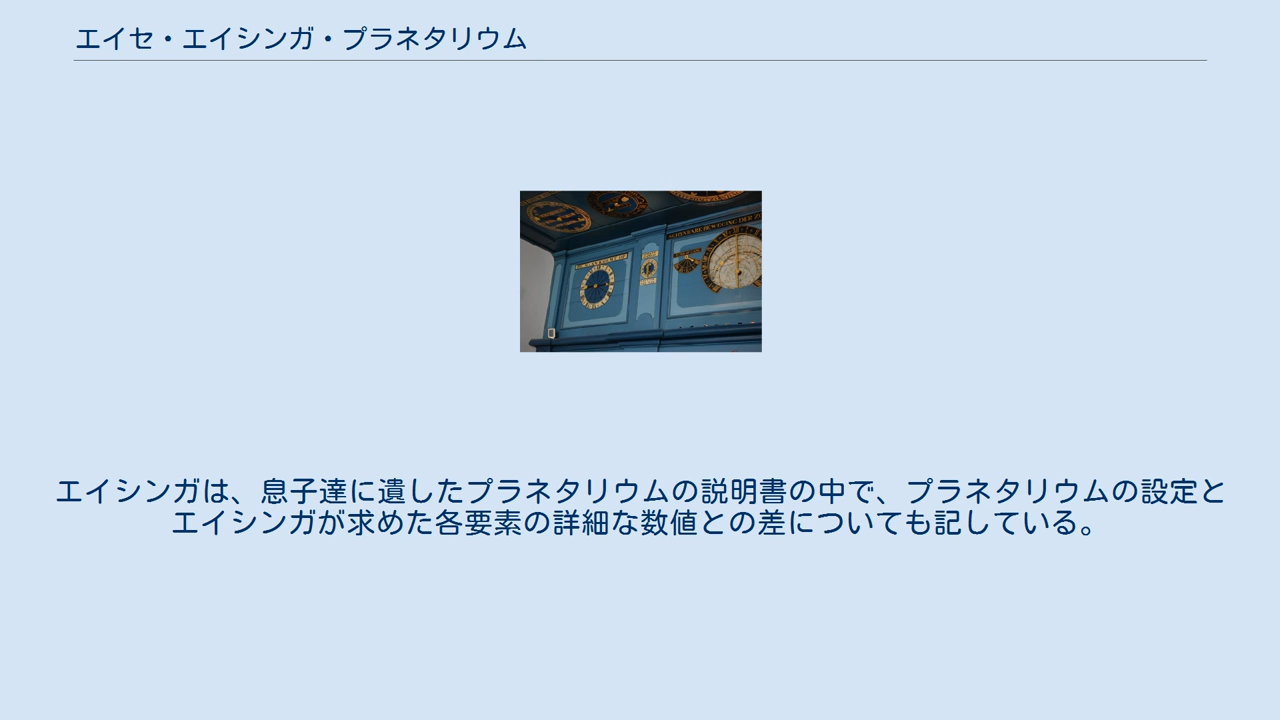 エイセ・エイシンガ・プラネタリウム
エイシンガは、息子達に遺したプラネタリウムの説明書の中で、プラネタリウムの設定と
エイシンガが求めた各要素の詳細な数値との差についても記している。